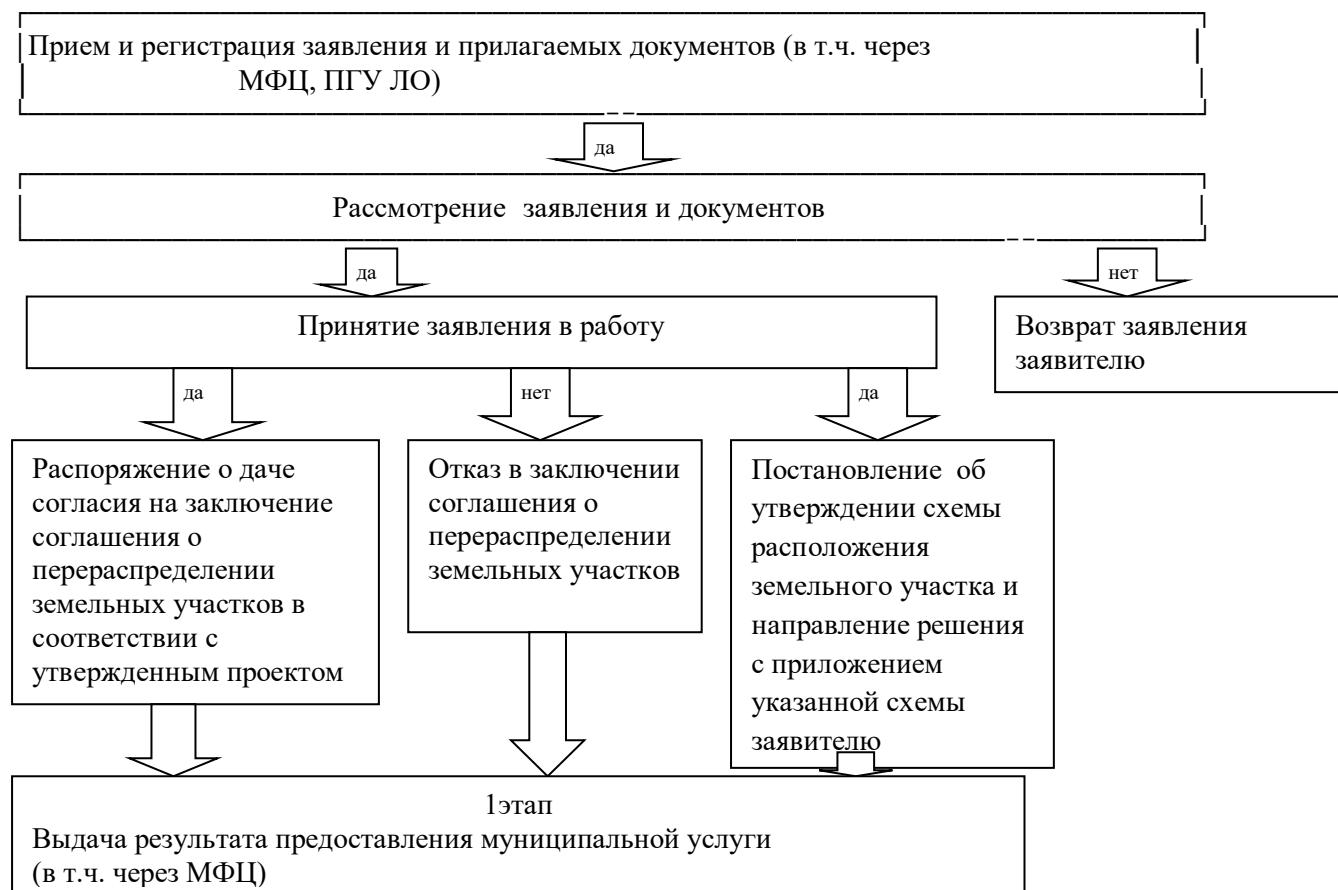 Прием и регистрация заявления и прилагаемых документов (в т.ч. через
МФЦ, ПГУ ЛО)
да
Рассмотрение заявления и документов
да
нет
Принятие заявления в работу
Возврат заявления
заявителю
да
нет
да
Распоряжение о даче
согласия на заключение
соглашения о
перераспределении
земельных участков в
соответствии с
утвержденным проектом
Отказ в заключении
соглашения о
перераспределении
земельных участков
Постановление об
утверждении схемы
расположения
земельного участка и
направление решения
с приложением
указанной схемы
заявителю
1этап
Выдача результата предоставления муниципальной услуги
(в т.ч. через МФЦ)